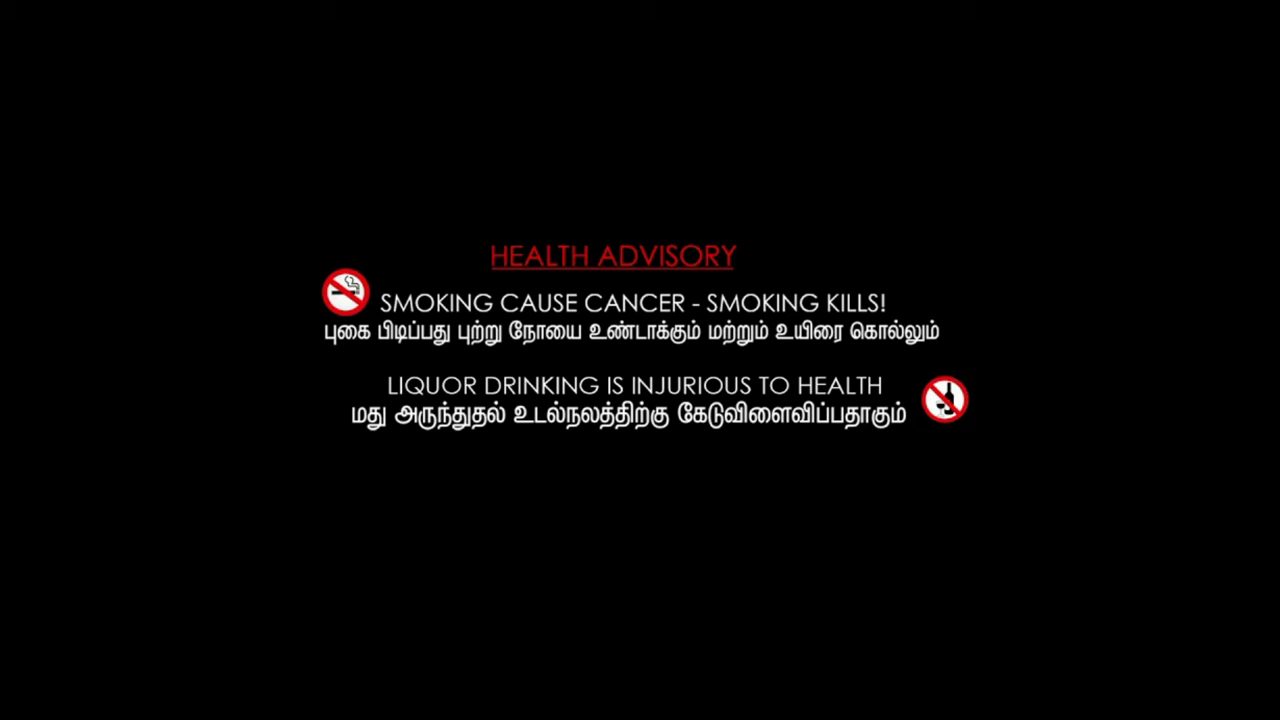 HEALTH ADVISORY
SMOKING CAUSE CANCER - SMOKING KILLS!
புகை பிடிப்பது புற்று நோயை உண்டாக்கும் மற்றும் உயிரை கொல்லும்
LIQUOR DRINKING IS INJURIOUS TO HEALTH
மது அருந்துதல் உடல்நலத்திற்கு கேடுவிளைவிப்பதாகும்